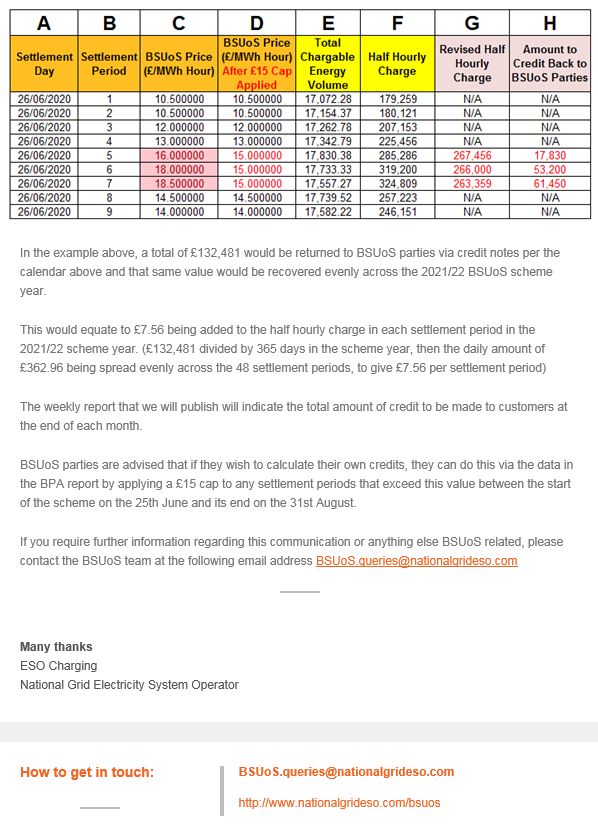 A B C D E F G H
Settlement Day Settlement Period BSUoS Price (£/MWh Hour) BSUoS Price (£/MWh Hour) After £15 Cap Applied Total Chargable Energy Volume Half Hourly Charge Revised Half Hourly Charge Amount to Credit Back to BSUoS Parties
26/06/2020 1 10.500000 10.500000 17,072.28 179,259 N/A N/A
26/06/2020 2 10.500000 10.500000 17,154.37 180,121 N/A N/A
26/06/2020 3 12.000000 12.000000 17,262.78 207,153 N/A N/A
26/06/2020 4 13.000000 13.000000 17,342.79 225,456 N/A N/A
26/06/2020 5 16.000000 15.000000 17,830.38 285,286 267,456 17,830
26/06/2020 6 18.000000 15.000000 17,733.33 319,200 266,000 53,200
26/06/2020 7 18.500000 15.000000 17,557.27 324,809 263,359 61,450
26/06/2020 8 14.500000 14.500000 17,739.52 257,223 N/A N/A
26/06/2020 9 14.000000 14.000000 17,582.22 246,151 N/A N/A
In the example above, a total of £132,481 would be returned to BSUoS parties via credit notes per the
calendar above and that same value would be recovered evenly across the 2021/22 BSUoS scheme
year.
This would equate to £7.56 being added to the half hourly charge in each settlement period in the
2021/22 scheme year. (£132,481 divided by 365 days in the scheme year, then the daily amount of
£362.96 being spread evenly across the 48 settlement periods, to give £7.56 per settlement period)
The weekly report that we will publish will indicate the total amount of credit to be made to customers at
the end of each month.
BSUoS parties are advised that if they wish to calculate their own credits, they can do this via the data in
the BPA report by applying a £15 cap to any settlement periods that exceed this value between the start
of the scheme on the 25th June and its end on the 31st August.
If you require further information regarding this communication or anything else BSUoS related, please
contact the BSUoS team at the following email address BSUoS.queries@nationalgrideso.com
Many thanks
ESO Charging
National Grid Electricity System Operator
How to get in touch:
BSUoS.queries@nationalgrideso.com
http://www.nationalgrideso.com/bsuos